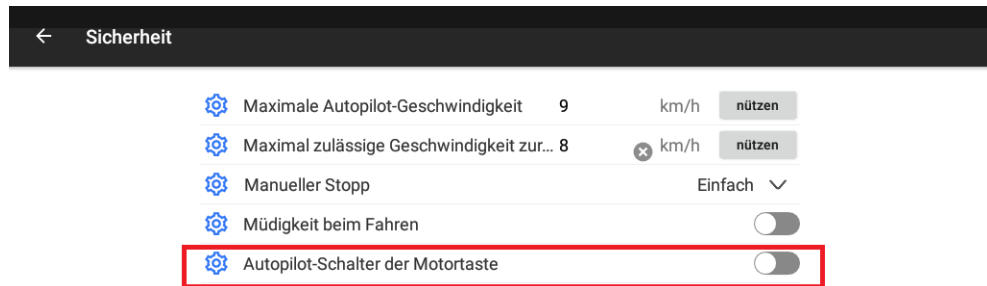 Sicherheit
Maximale Autopilot-Geschwindigkeit 9 km/h nützen
Maximal zulässige Geschwindigkeit zur... 8 km/h nützen
Manueller Stopp Einfach
Müdigkeit beim Fahren
Autopilot-Schalter der Motortaste